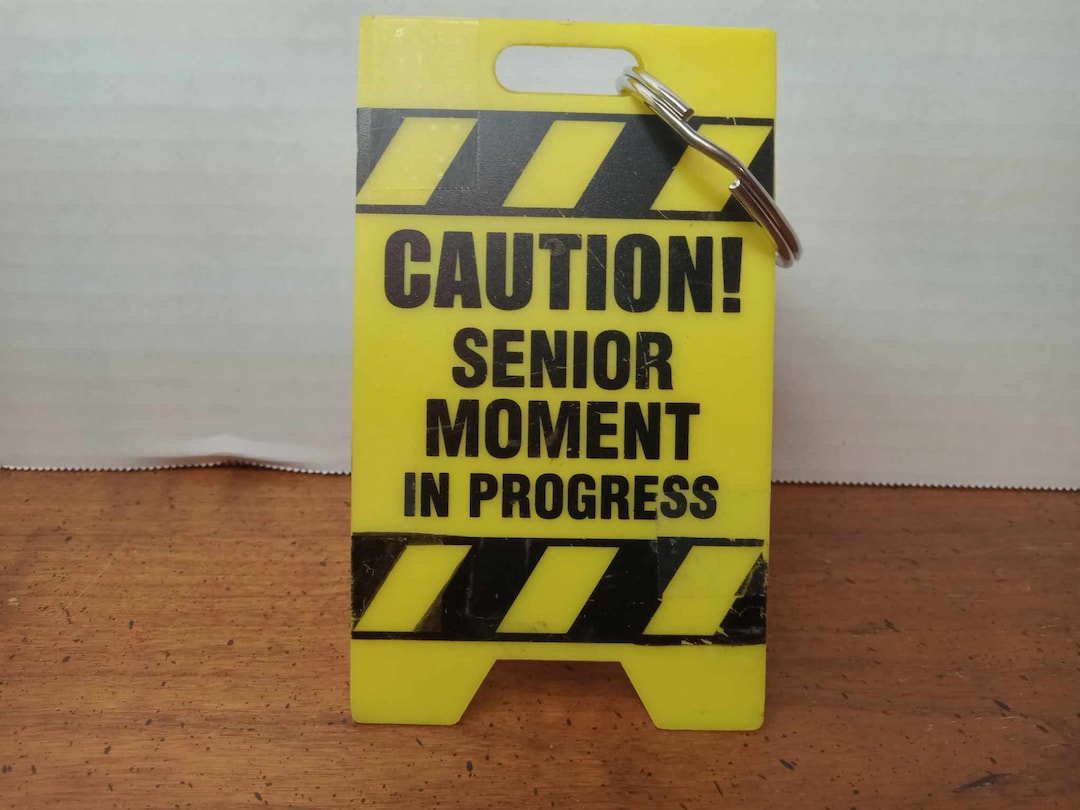 CAUTION!
SENIOR
MOMENT
IN PROGRESS